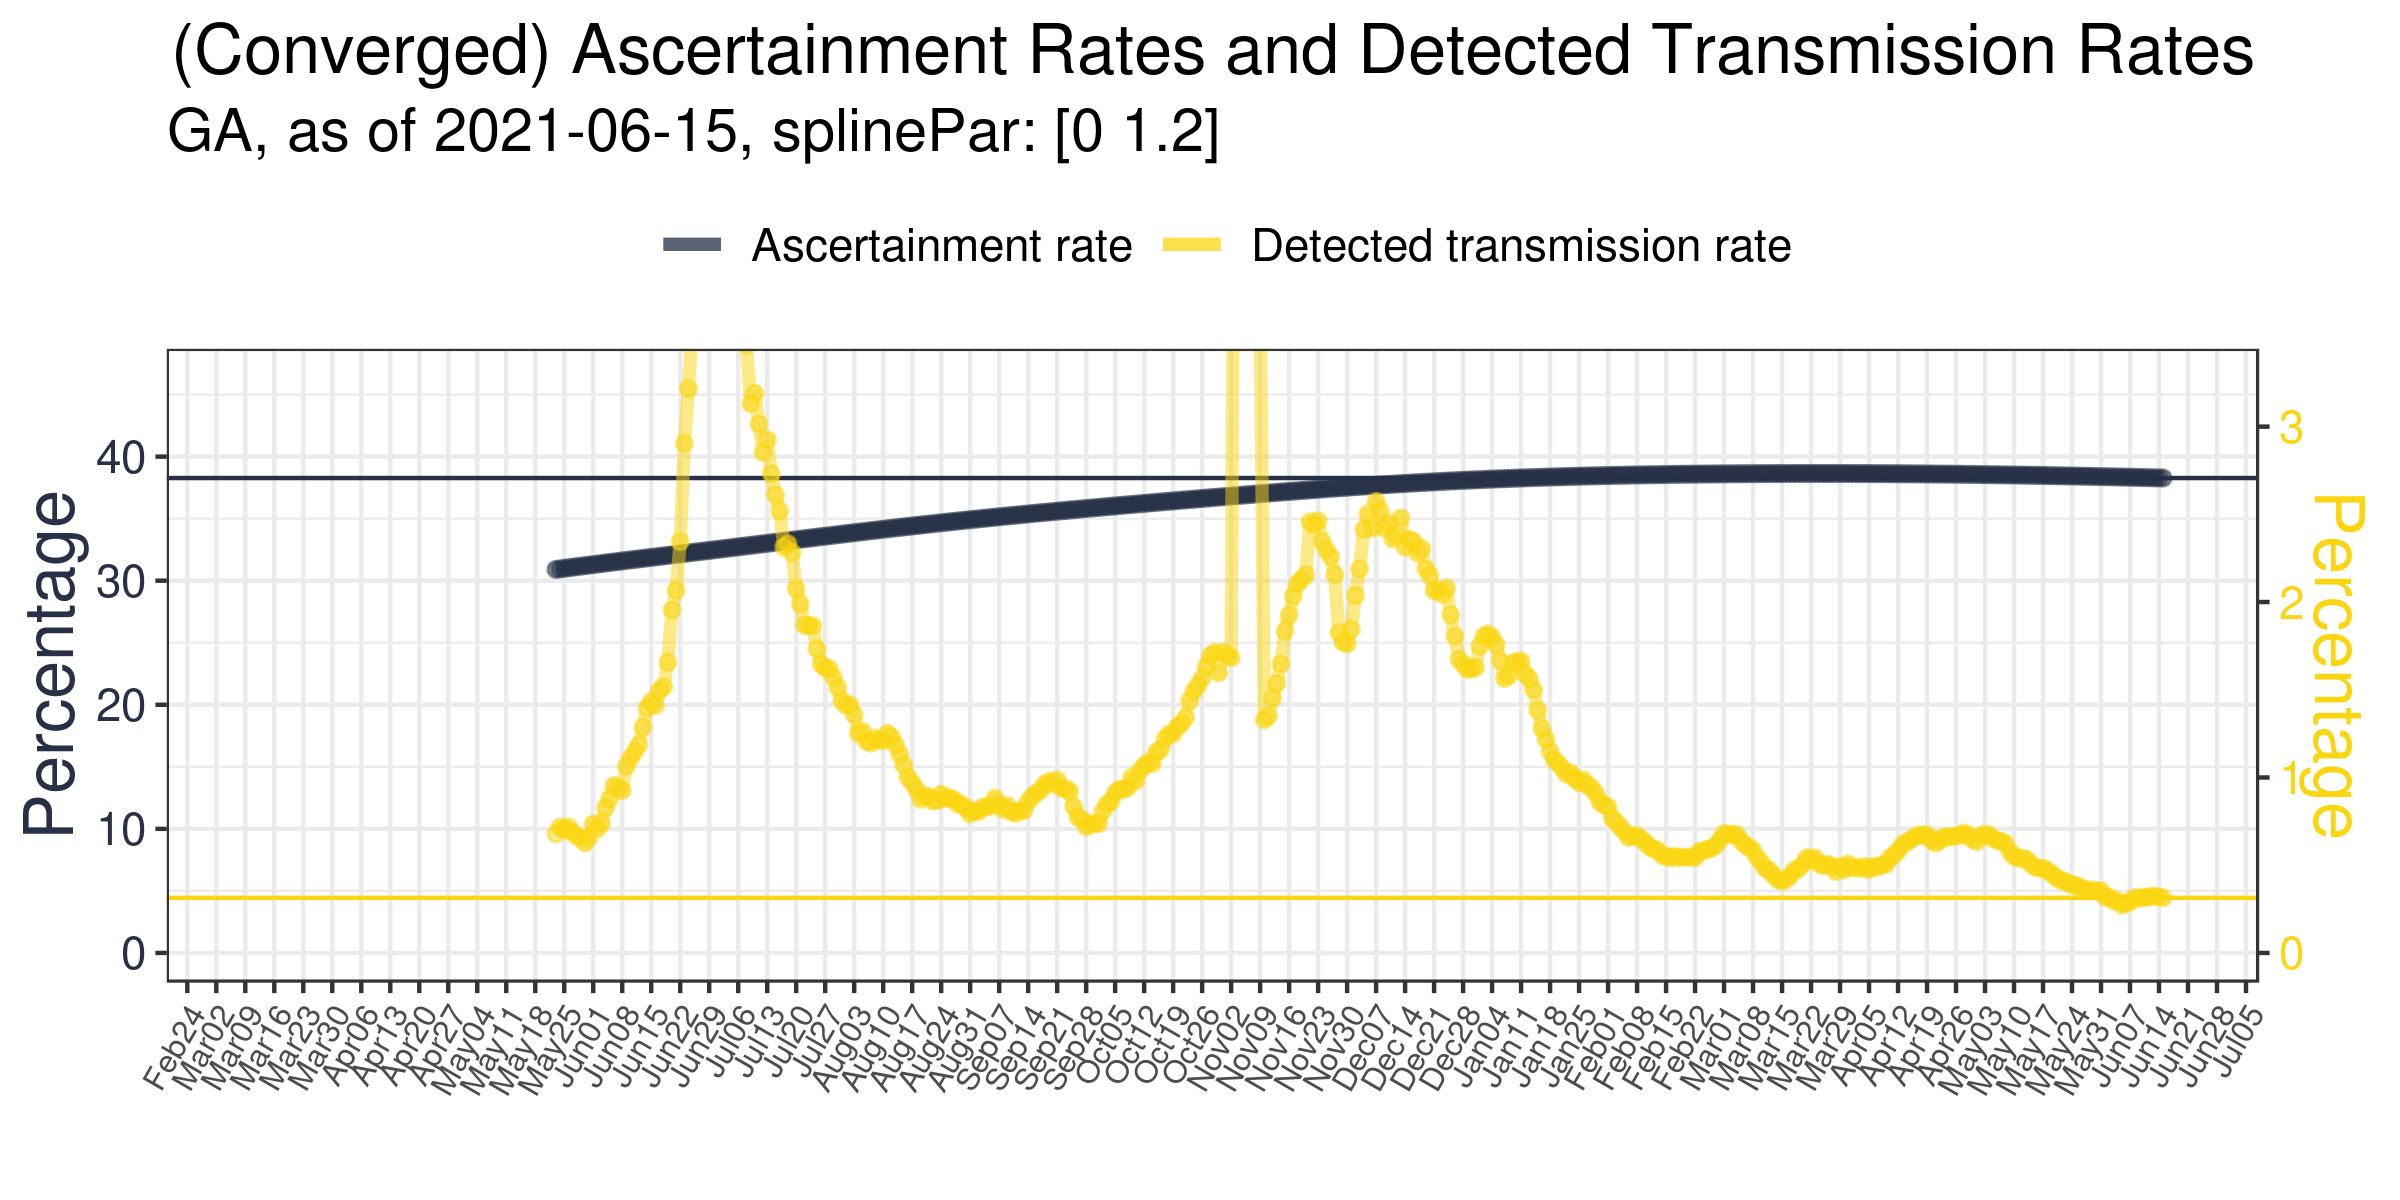 (Converged) Ascertainment Rates and Detected Transmission Rates
GA, as of 2021-06-15, splinePar: [0 1.2]
Ascertainment rate
Detected transmission rate
Percentage
40
30
20
10
0
3
2
1
0
Percentage
Feb24
Mar02
Mar09
Mar16
Mar23
Mar30
Apr06
Apr13
Apr20
Apr27
May04
May11
May18
May25
Jun01
Jun08
Jun15
Jun22
Jun29
Jul06
Jul13
Jul20
Jul27
Aug03
Aug10
Aug17
Aug24
Aug31
Sep07
Sep14
Sep21
Sep28
Oct05
Oct12
Oct19
Oct26
Nov02
Nov09
Nov16
Nov23
Nov30
Dec07
Dec14
Dec21
Dec28
Jan04
Jan11
Jan18
Jan25
Feb01
Feb08
Feb15
Feb22
Mar01
Mar08
Mar15
Mar22
Mar29
Apr05
Apr12
Apr19
Apr26
May03
May10
May17
May24
May31
Jun07
Jun14
Jun21
Jun28
Jul05